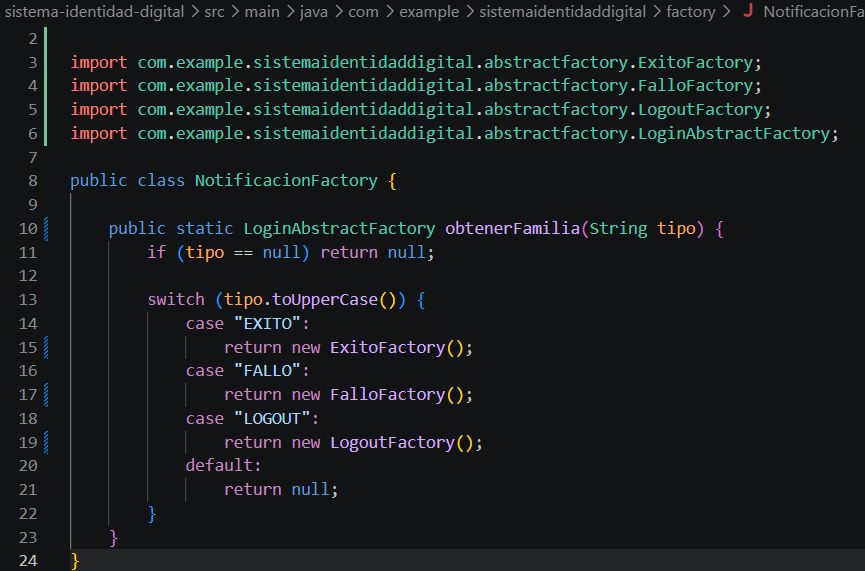 sistema-identidad-digital > src > main > java > com > example > sistemaidentidaddigital > factory > J NotificacionFa
2
3 import com.example.sistemaidentidaddigital.abstractfactory.ExitoFactory;
4 import com.example.sistemaidentidaddigital.abstractfactory.FalloFactory;
5 import com.example.sistemaidentidaddigital.abstractfactory.LogoutFactory;
6 import com.example.sistemaidentidaddigital.abstractfactory.LoginAbstractFactory;
7
8 public class NotificacionFactory {
9
10 public static LoginAbstractFactory obtenerFamilia(String tipo) {
11 if (tipo == null) return null;
12
13 switch (tipo.toUpperCase()) {
14 case "EXITO":
15 return new ExitoFactory();
16 case "FALLO":
17 return new FalloFactory();
18 case "LOGOUT":
19 return new LogoutFactory();
20 default:
21 return null;
22 }
23 }
24 }